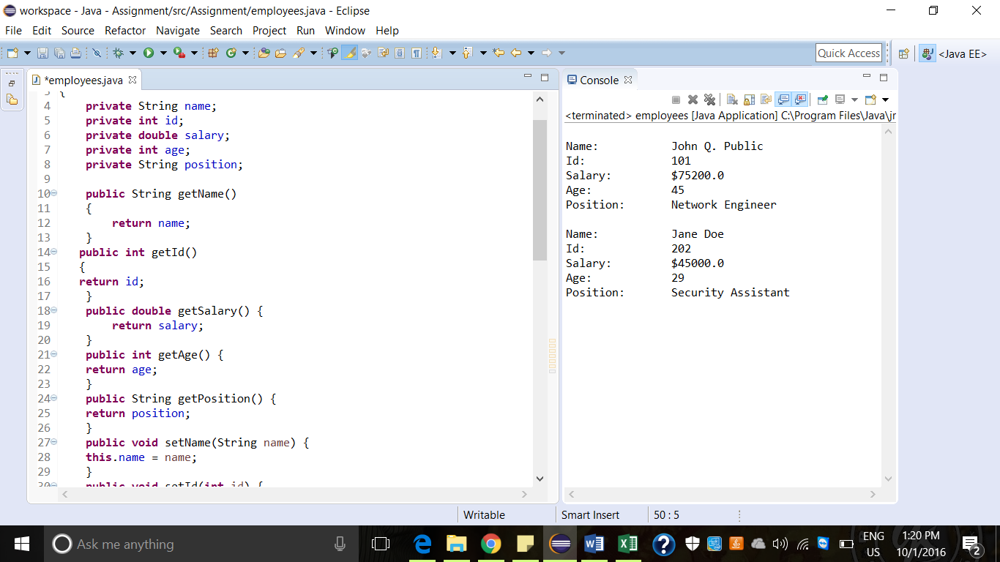 workspace - Java - Assignment/src/Assignment/employees.java - Eclipse
File Edit Source Refactor Navigate Search Project Run Window Help
Quick Access
<Java EE>
*employees.java
3 {
4 private String name;
5 private int id;
6 private double salary;
7 private int age;
8 private String position;
9
10 public String getName()
11 {
12 return name;
13 }
14 public int getId()
15 {
16 return id;
17 }
18 public double getSalary() {
19 return salary;
20 }
21 public int getAge() {
22 return age;
23 }
24 public String getPosition() {
25 return position;
26 }
27 public void setName(String name) {
28 this.name = name;
29 }
30 public void setId(int id) {
Console
<terminated> employees [Java Application] C:\Program Files\Java\jr
Name: John Q. Public
Id: 101
Salary: $75200.0
Age: 45
Position: Network Engineer
Name: Jane Doe
Id: 202
Salary: $45000.0
Age: 29
Position: Security Assistant
Writable Smart Insert 50 : 5
Ask me anything
ENG
US
1:20 PM
10/1/2016
2